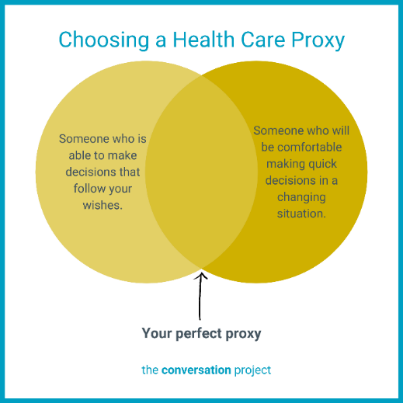 Choosing a Health Care Proxy
Someone who is
able to make
decisions that
follow your
wishes.
Someone who will
be comfortable
making quick
decisions in a
changing
situation.
Your perfect proxy
the conversation project